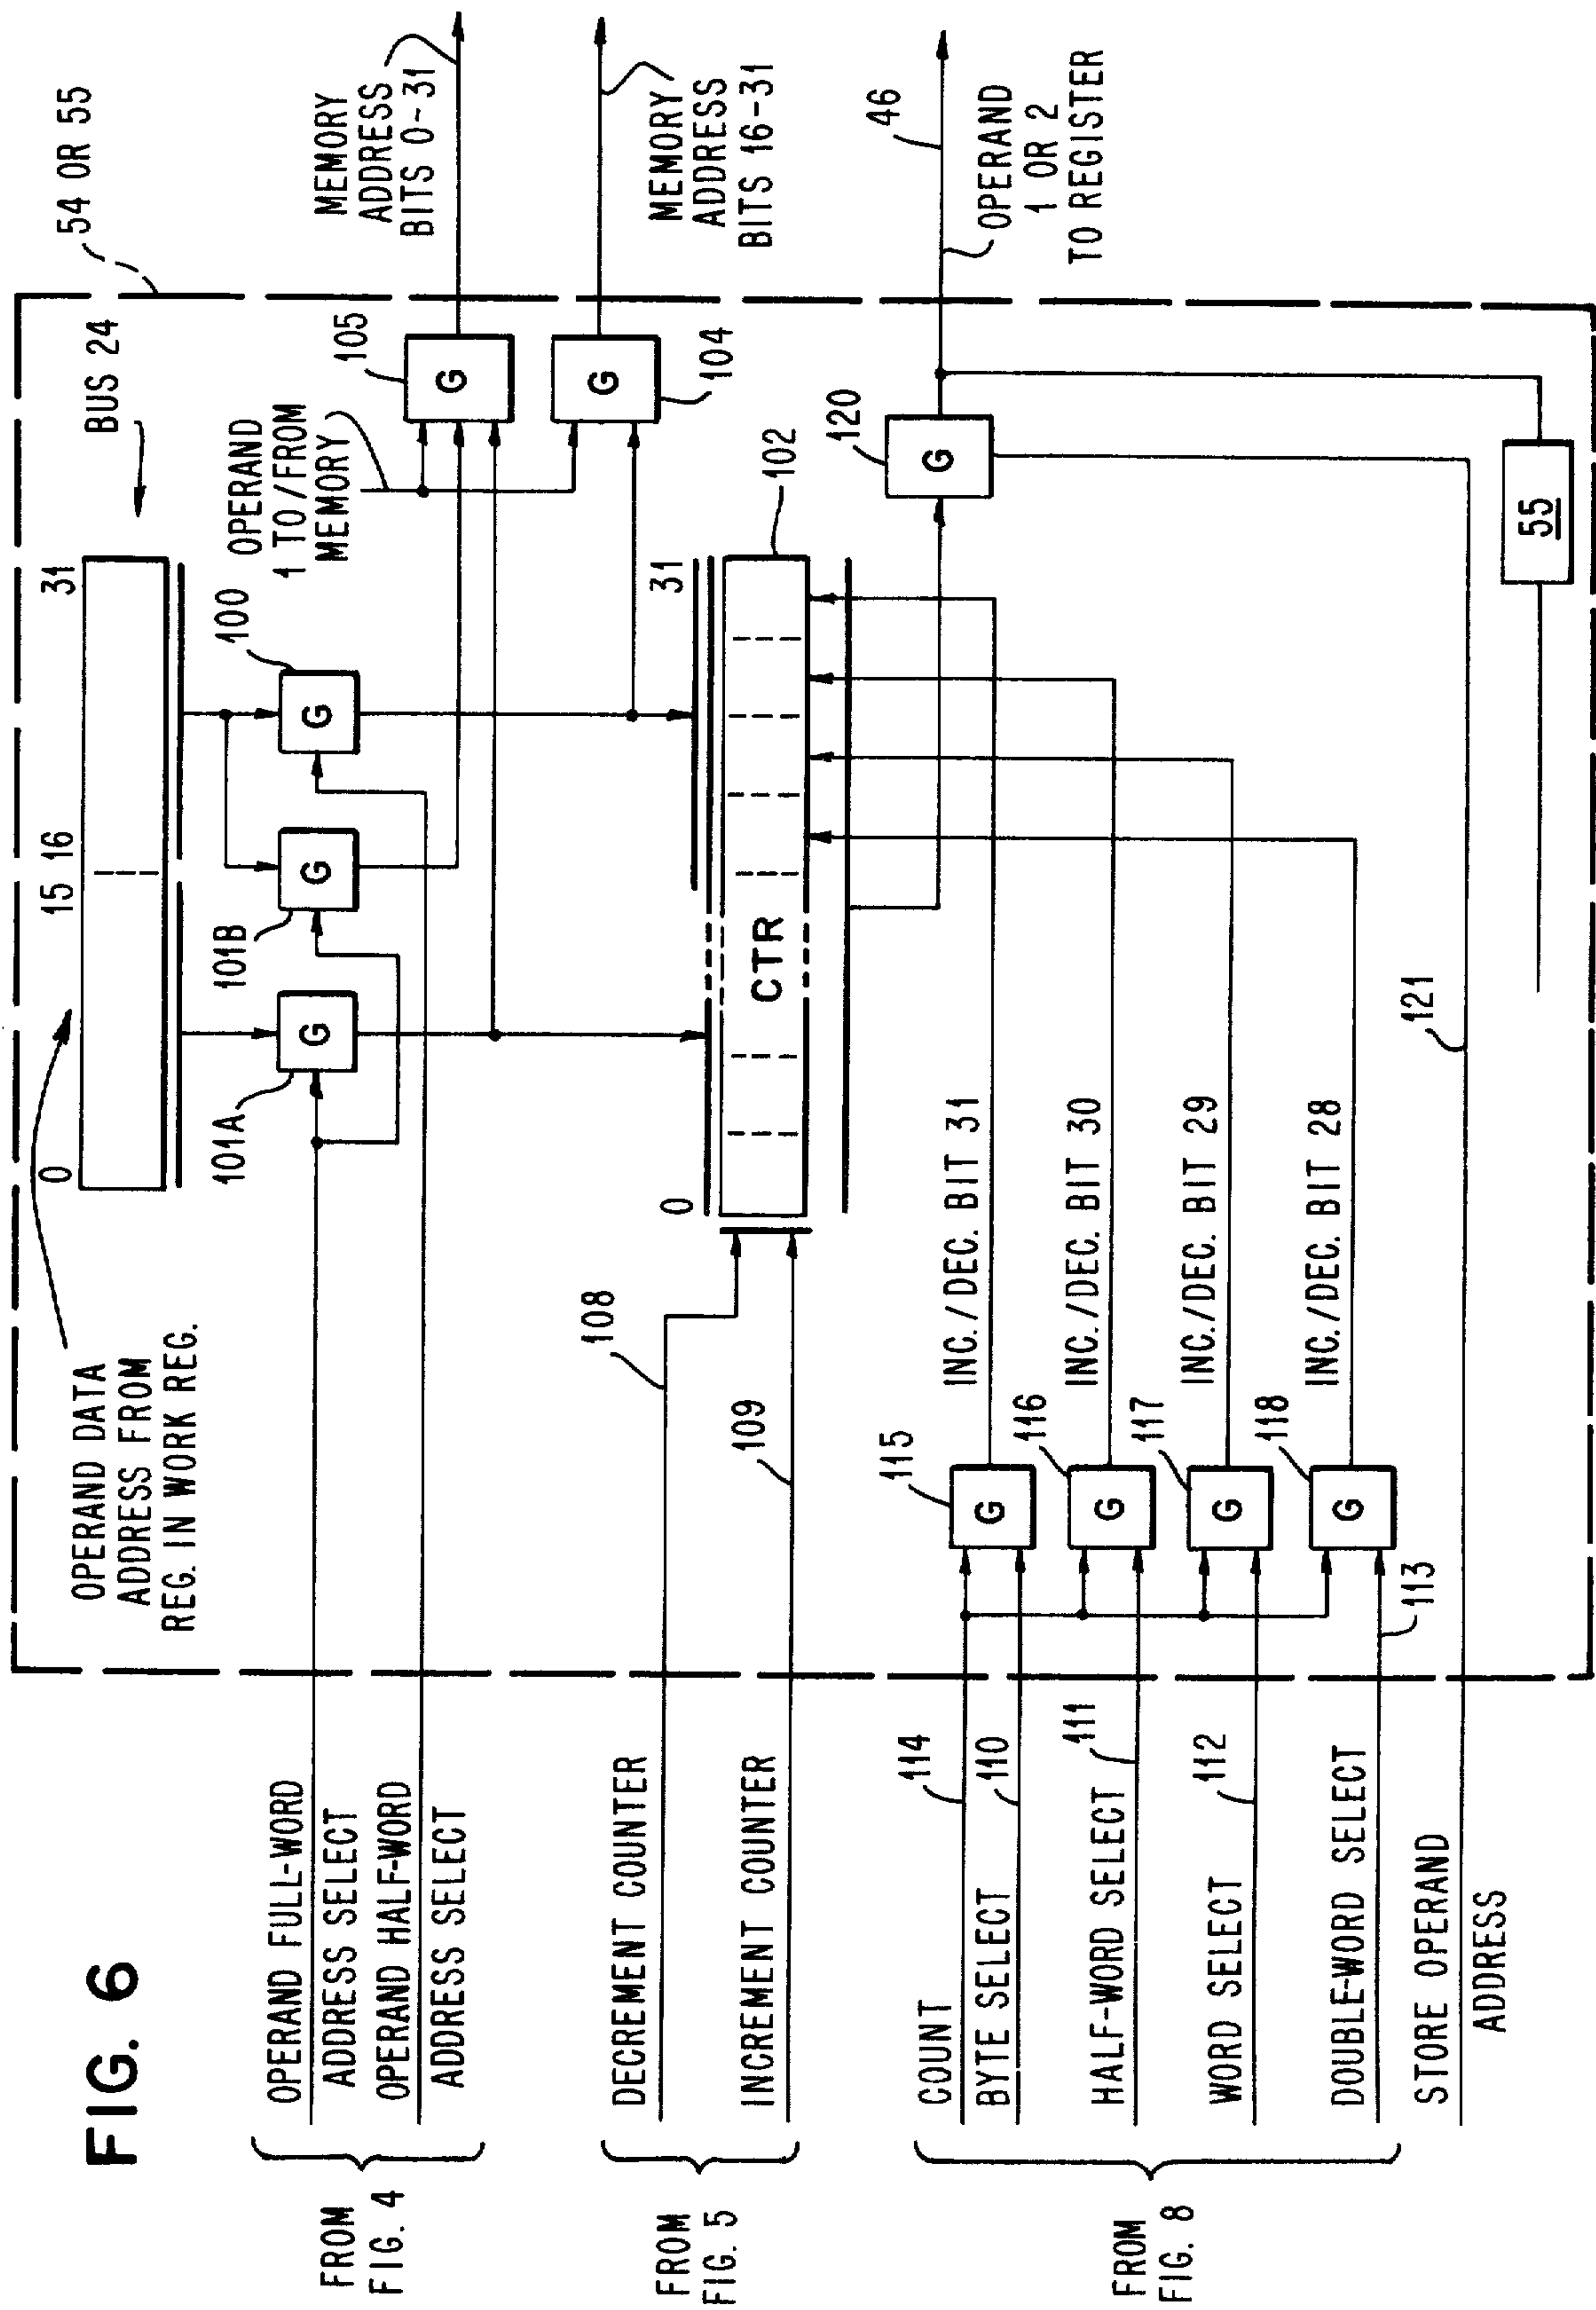 FIG. 6
FROM
FIG. 4
OPERAND FULL-WORD
ADDRESS SELECT
OPERAND HALF-WORD
ADDRESS SELECT
FROM
FIG. 5
DECREMENT COUNTER
INCREMENT COUNTER
FROM
FIG. 8
COUNT
BYTE SELECT
HALF-WORD SELECT
WORD SELECT
DOUBLE-WORD SELECT
STORE OPERAND
ADDRESS
114
110
111
112
113
OPERAND DATA
ADDRESS FROM
REG. IN WORK REG.
0
15 16
31
BUS 24
54 OR 55
101A
G
101B
G
100
G
OPERAND
1 TO/FROM
MEMORY
105
G
G
104
MEMORY
ADDRESS
BITS 0~31
MEMORY
ADDRESS
BITS 16-31
108
109
0
CTR
31
102
120
G
46
OPERAND
1 OR 2
TO REGISTER
115
G
INC./DEC. BIT 31
116
G
INC./DEC. BIT 30
117
G
INC./DEC. BIT 29
118
G
INC./DEC. BIT 28
121
55